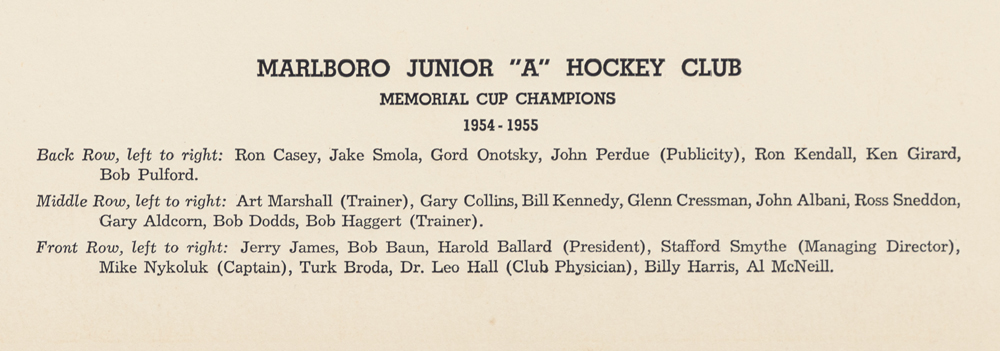 MARLBORO JUNIOR "A" HOCKEY CLUB
MEMORIAL CUP CHAMPIONS
1954-1955
Back Row, left to right: Ron Casey, Jake Smola, Gord Onotsky, John Perdue (Publicity), Ron Kendall, Ken Girard,
Bob Pulford.
Middle Row, left to right: Art Marshall (Trainer), Gary Collins, Bill Kennedy, Glenn Cressman, John Albani, Ross Sneddon,
Gary Aldcorn, Bob Dodds, Bob Haggert (Trainer).
Front Row, left to right: Jerry James, Bob Baun, Harold Ballard (President), Stafford Smythe (Managing Director),
Mike Nykoluk (Captain), Turk Broda, Dr. Leo Hall (Club Physician), Billy Harris, Al McNeill.